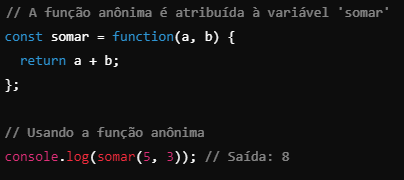 // A função anônima é atribuída à variável 'somar'
const somar = function(a, b) {
  return a + b;
};

// Usando a função anônima
console.log(somar(5, 3)); // Saída: 8